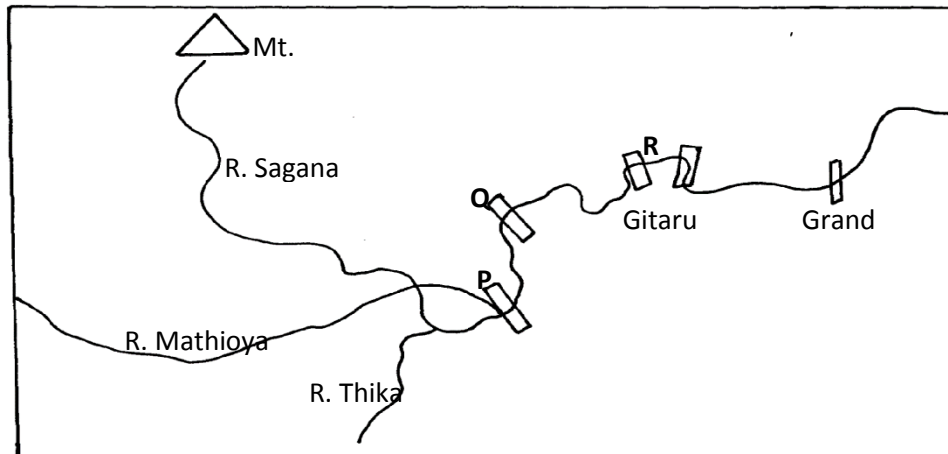 Mt.
R
R. Sagana
Q
Gitaru
Grand
P
R. Mathioya
R. Thika